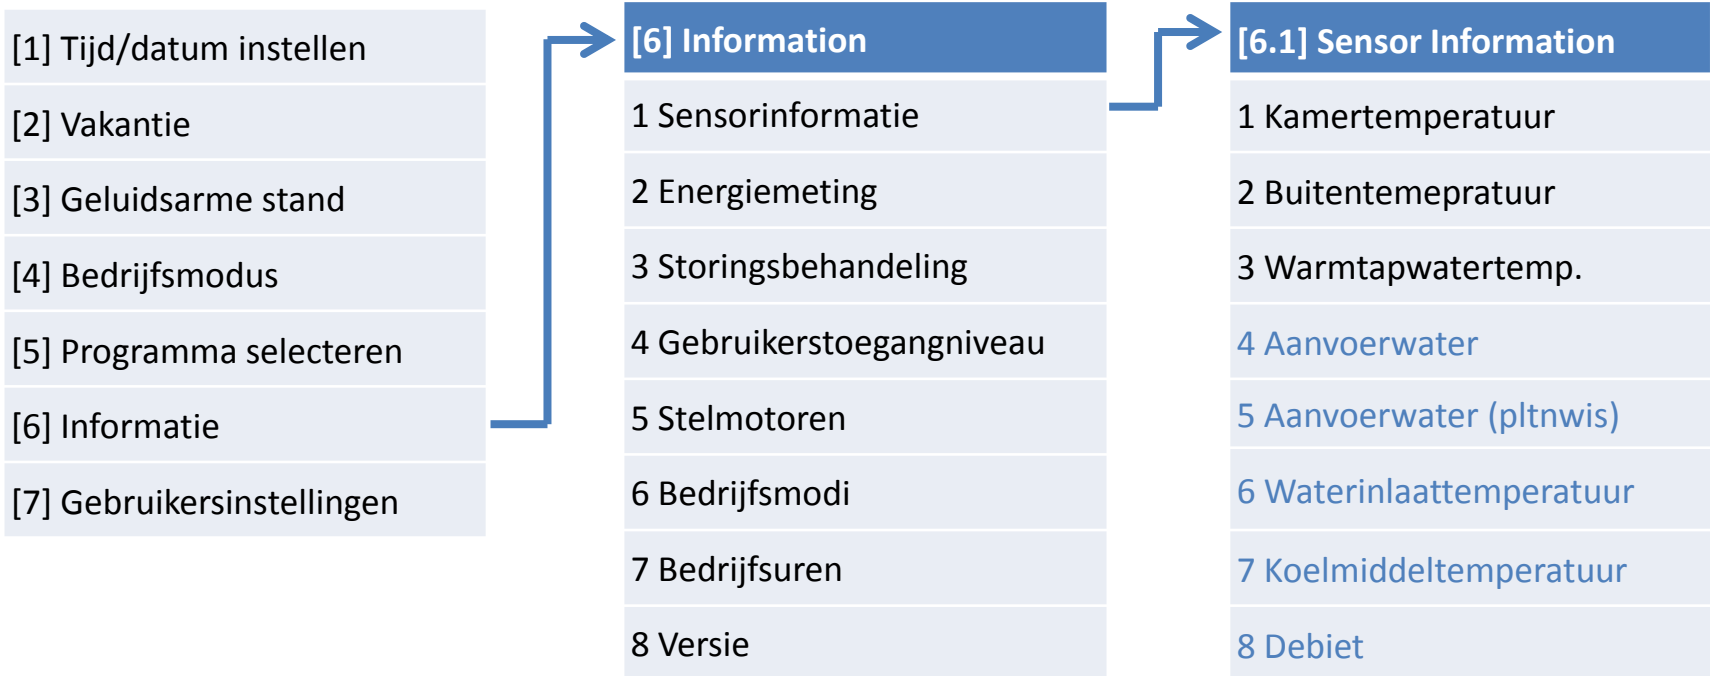 [1] Tijd/datum instellen
[2] Vakantie
[3] Geluidsarme stand
[4] Bedrijfsmodus
[5] Programma selecteren
[6] Informatie
[7] Gebruikersinstellingen
[6] Information
1 Sensorinformatie
2 Energiemeting
3 Storingsbehandeling
4 Gebruikerstoegangniveau
5 Stelmotoren
6 Bedrijfsmodi
7 Bedrijfsuren
8 Versie
[6.1] Sensor Information
1 Kamertemperatuur
2 Buitentemepratuur
3 Warmtapwatertemp.
4 Aanvoerwater
5 Aanvoerwater (pltnwis)
6 Waterinlaattemperatuur
7 Koelmiddeltemperatuur
8 Debiet